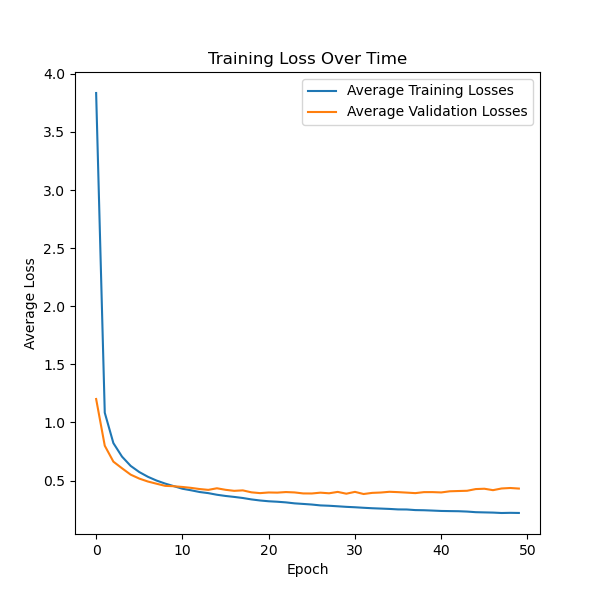 Training Loss Over Time
Average Training Losses
Average Validation Losses
4.0
3.5
3.0
2.5
2.0
1.5
1.0
0.5
Average Loss
0 10 20 30 40 50
Epoch